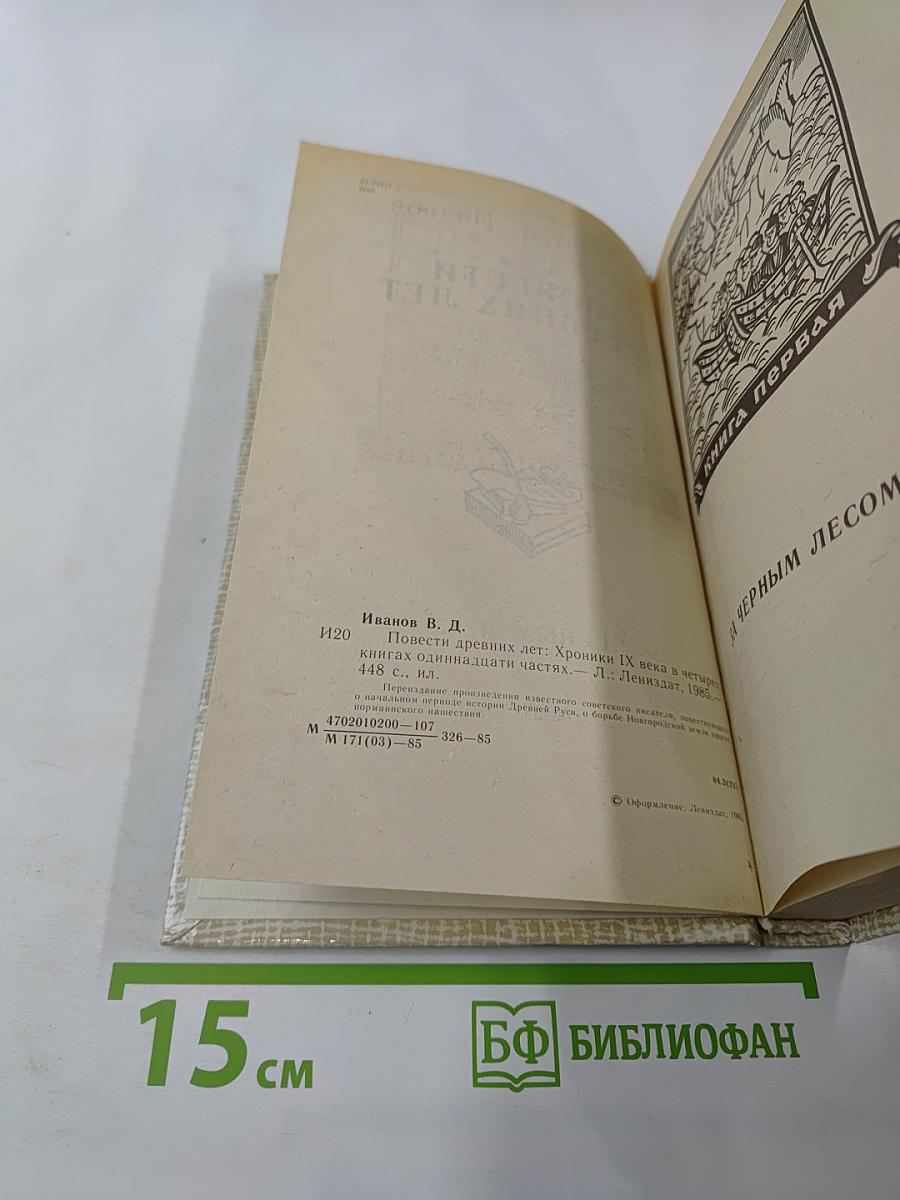 Иванов В. Д.
И20 Повести древних лет: Хроники IX века в четырех
книгах одиннадцати частях.— Л.: Лениздат, 1985.—
448 с., ил.
Переиздание произведения известного советского писателя, повествующего
о начальном периоде истории Древней Руси, о борьбе Новгородской земли против
норманнского нашествия.
М 4702010200—107
М 171(03)—85 326—85
© Оформление, Лениздат,
КНИГА ПЕРВАЯ
ЗА ЧЕРНЫМ ЛЕСОМ
15 см
БФ БИБЛИОФАН